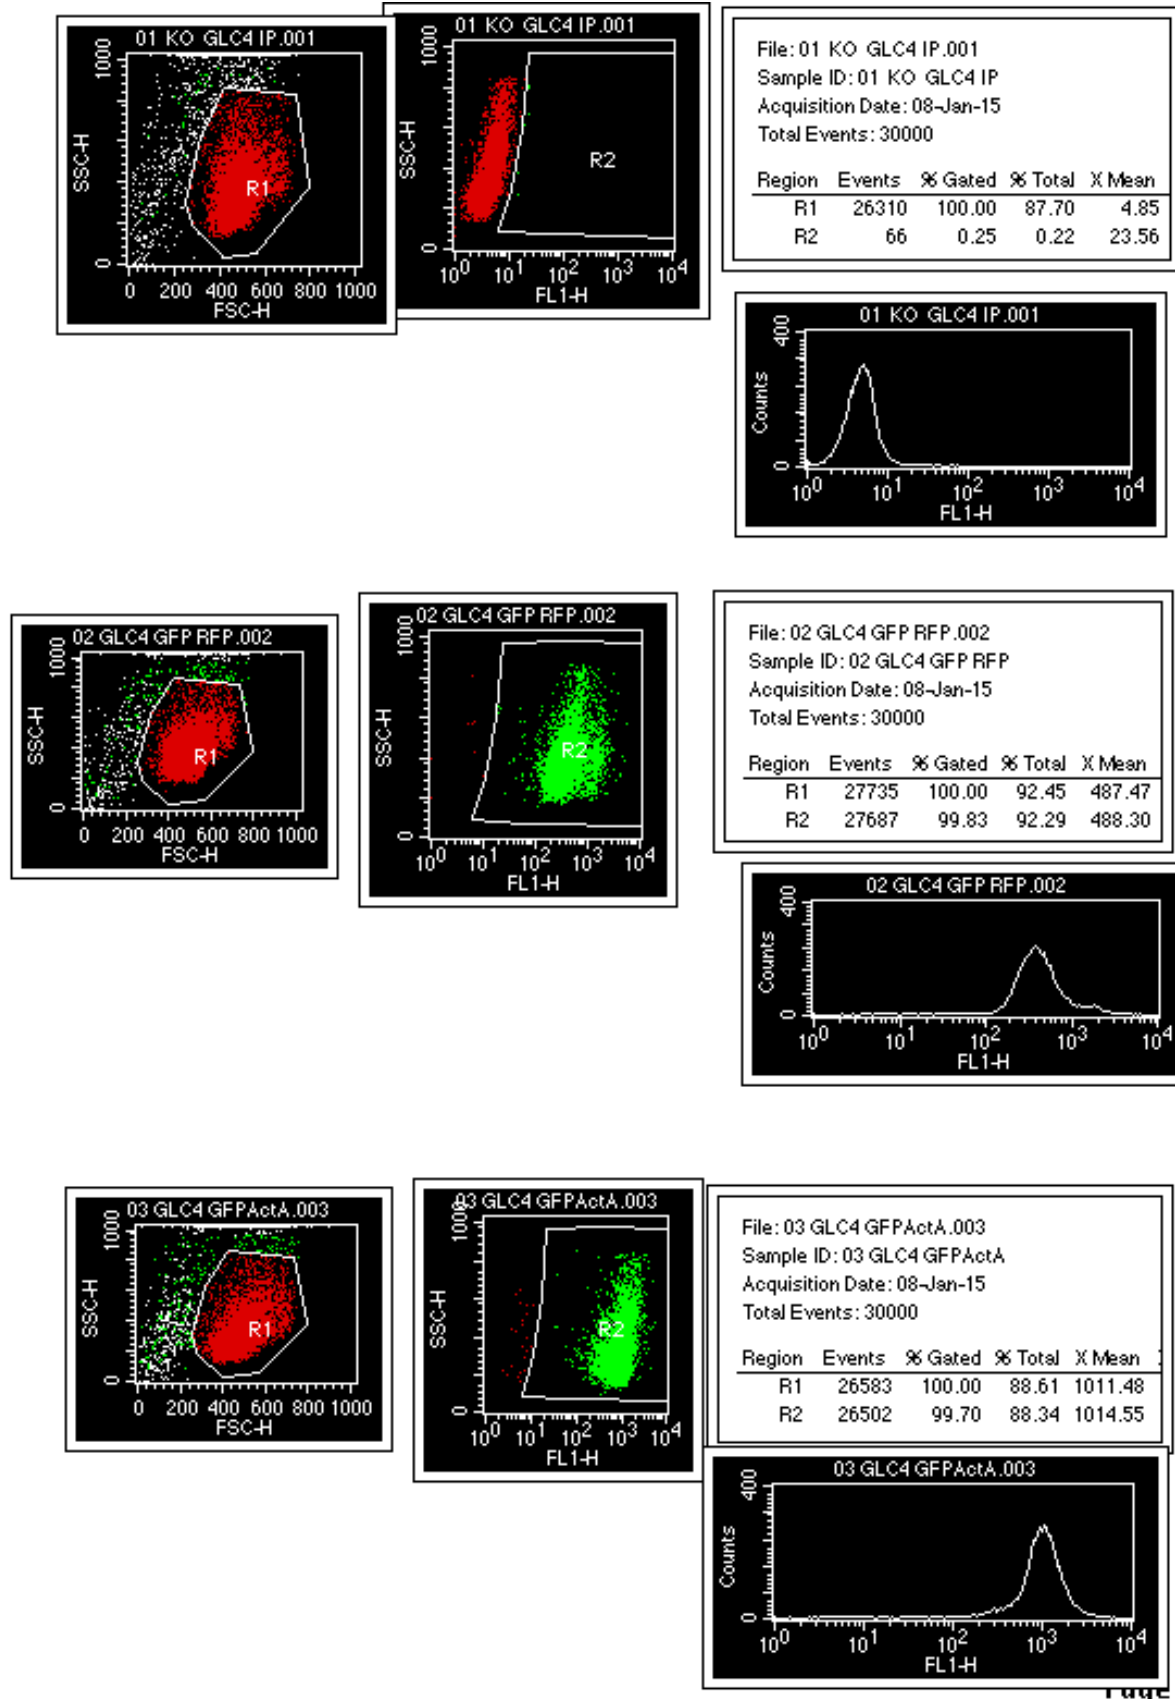 01 KO GLC4 IP.001
1000
SSC-H
R1
0
0 200 400 600 800 1000
FSC-H
01 KO GLC4 IP.001
1000
SSC-H
R2
0
10^0 10^1 10^2 10^3 10^4
FL1-H
File: 01 KO GLC4 IP.001
Sample ID: 01 KO GLC4 IP
Acquisition Date: 08-Jan-15
Total Events: 30000
Region Events % Gated % Total X Mean
R1 26310 100.00 87.70 4.85
R2 66 0.25 0.22 23.56
01 KO GLC4 IP.001
400
Counts
0
10^0 10^1 10^2 10^3 10^4
FL1-H
02 GLC4 GFP RFP.002
1000
SSC-H
R1
0
0 200 400 600 800 1000
FSC-H
02 GLC4 GFP RFP.002
1000
SSC-H
R2
0
10^0 10^1 10^2 10^3 10^4
FL1-H
File: 02 GLC4 GFP RFP.002
Sample ID: 02 GLC4 GFP RFP
Acquisition Date: 08-Jan-15
Total Events: 30000
Region Events % Gated % Total X Mean
R1 27735 100.00 92.45 487.47
R2 27687 99.83 92.29 488.30
02 GLC4 GFP RFP.002
400
Counts
0
10^0 10^1 10^2 10^3 10^4
FL1-H
03 GLC4 GFPActA.003
1000
SSC-H
R1
0
0 200 400 600 800 1000
FSC-H
03 GLC4 GFPActA.003
1000
SSC-H
R2
0
10^0 10^1 10^2 10^3 10^4
FL1-H
File: 03 GLC4 GFPActA.003
Sample ID: 03 GLC4 GFPActA
Acquisition Date: 08-Jan-15
Total Events: 30000
Region Events % Gated % Total X Mean
R1 26583 100.00 88.61 1011.48
R2 26502 99.70 88.34 1014.55
03 GLC4 GFPActA.003
400
Counts
0
10^0 10^1 10^2 10^3 10^4
FL1-H